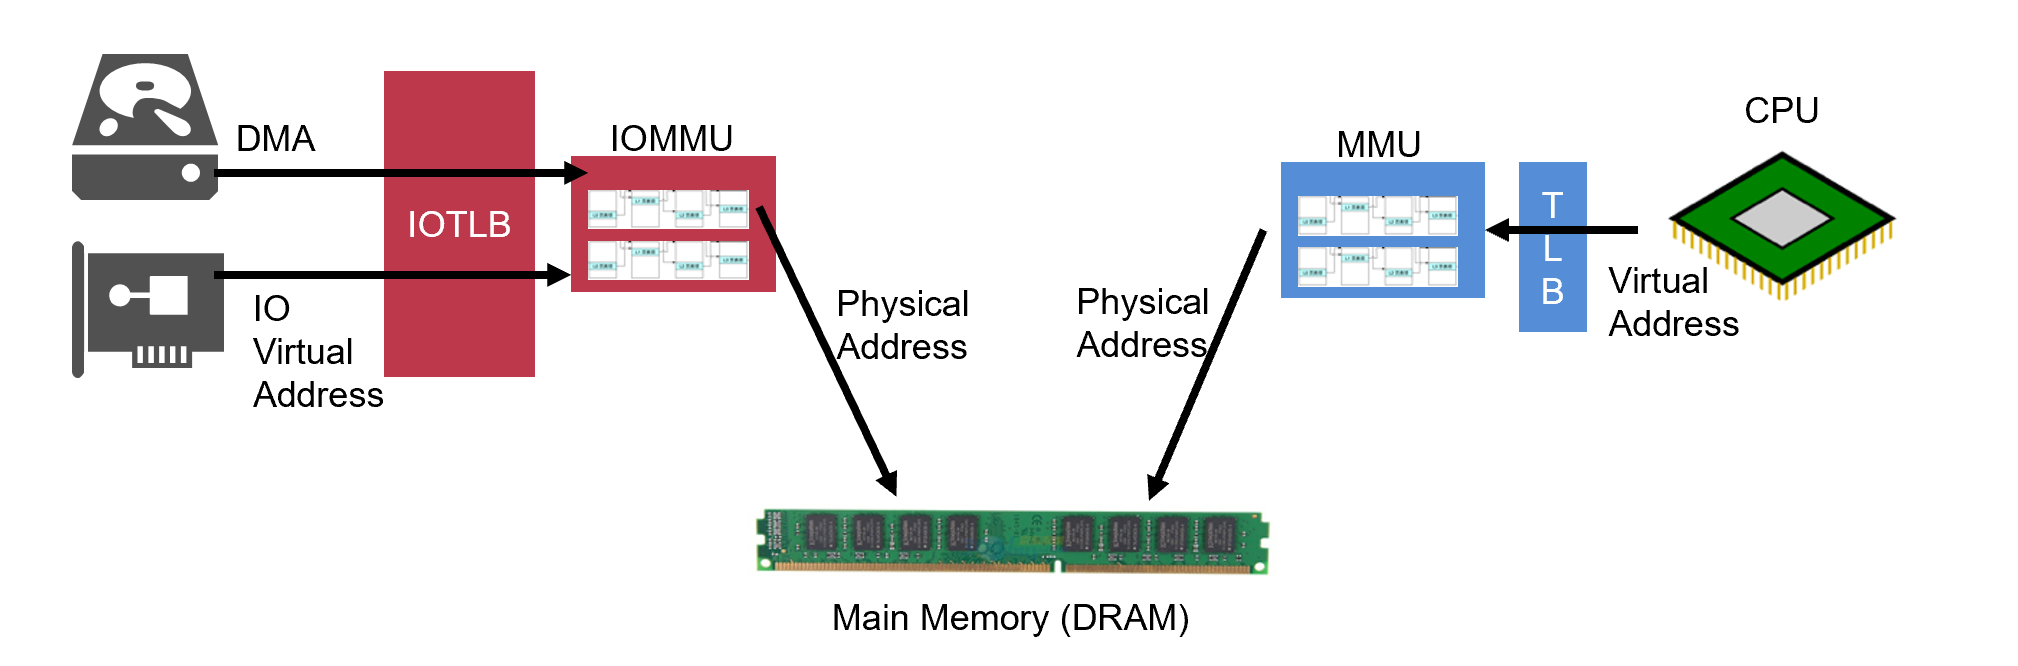 DMA
IOTLB
IO
Virtual
Address
IOMMU
Physical
Address
Physical
Address
MMU
T
L
B
CPU
Virtual
Address
Main Memory (DRAM)